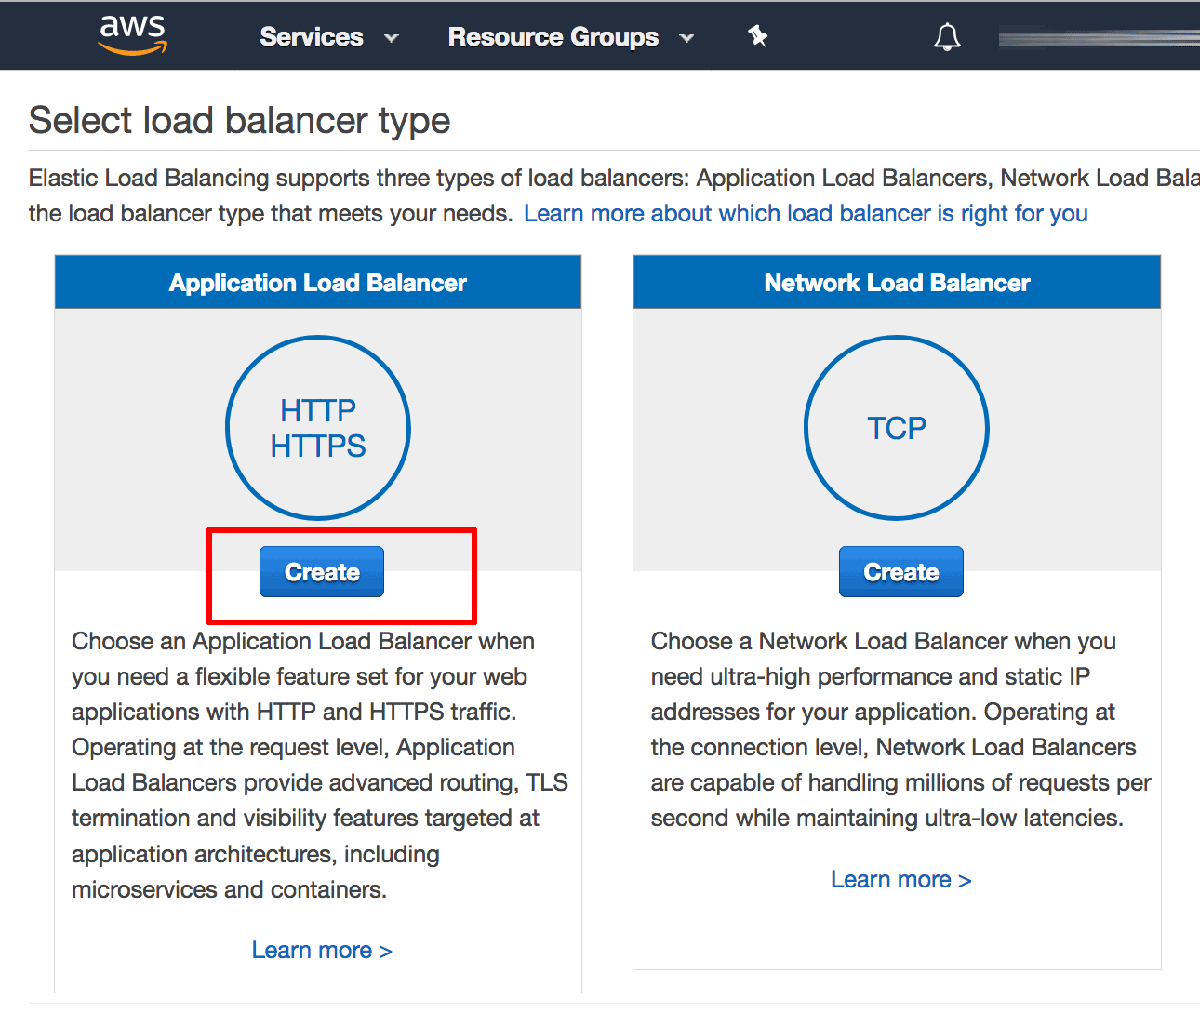 aws
Services
Resource Groups
Select load balancer type
Elastic Load Balancing supports three types of load balancers: Application Load Balancers, Network Load Bala
the load balancer type that meets your needs. Learn more about which load balancer is right for you
Application Load Balancer
HTTP
HTTPS
Create
Choose an Application Load Balancer when
you need a flexible feature set for your web
applications with HTTP and HTTPS traffic.
Operating at the request level, Application
Load Balancers provide advanced routing, TLS
termination and visibility features targeted at
application architectures, including
microservices and containers.
Learn more >
Network Load Balancer
TCP
Create
Choose a Network Load Balancer when you
need ultra-high performance and static IP
addresses for your application. Operating at
the connection level, Network Load Balancers
are capable of handling millions of requests per
second while maintaining ultra-low latencies.
Learn more >